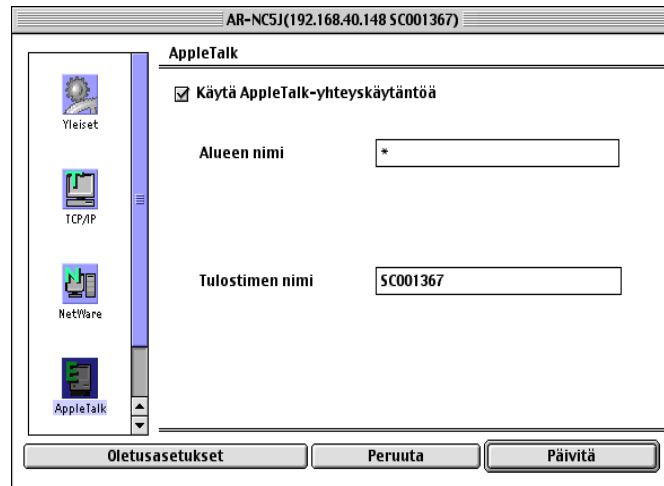 AR-NC5J(192.168.40.148 SC001367)
AppleTalk
Käytä AppleTalk-yhteyskäytäntöä
Yleiset
Alueen nimi
*
TCP/IP
Tulostimen nimi
SC001367
NetWare
AppleTalk
Oletusasetukset
Peruuta
Päivitä